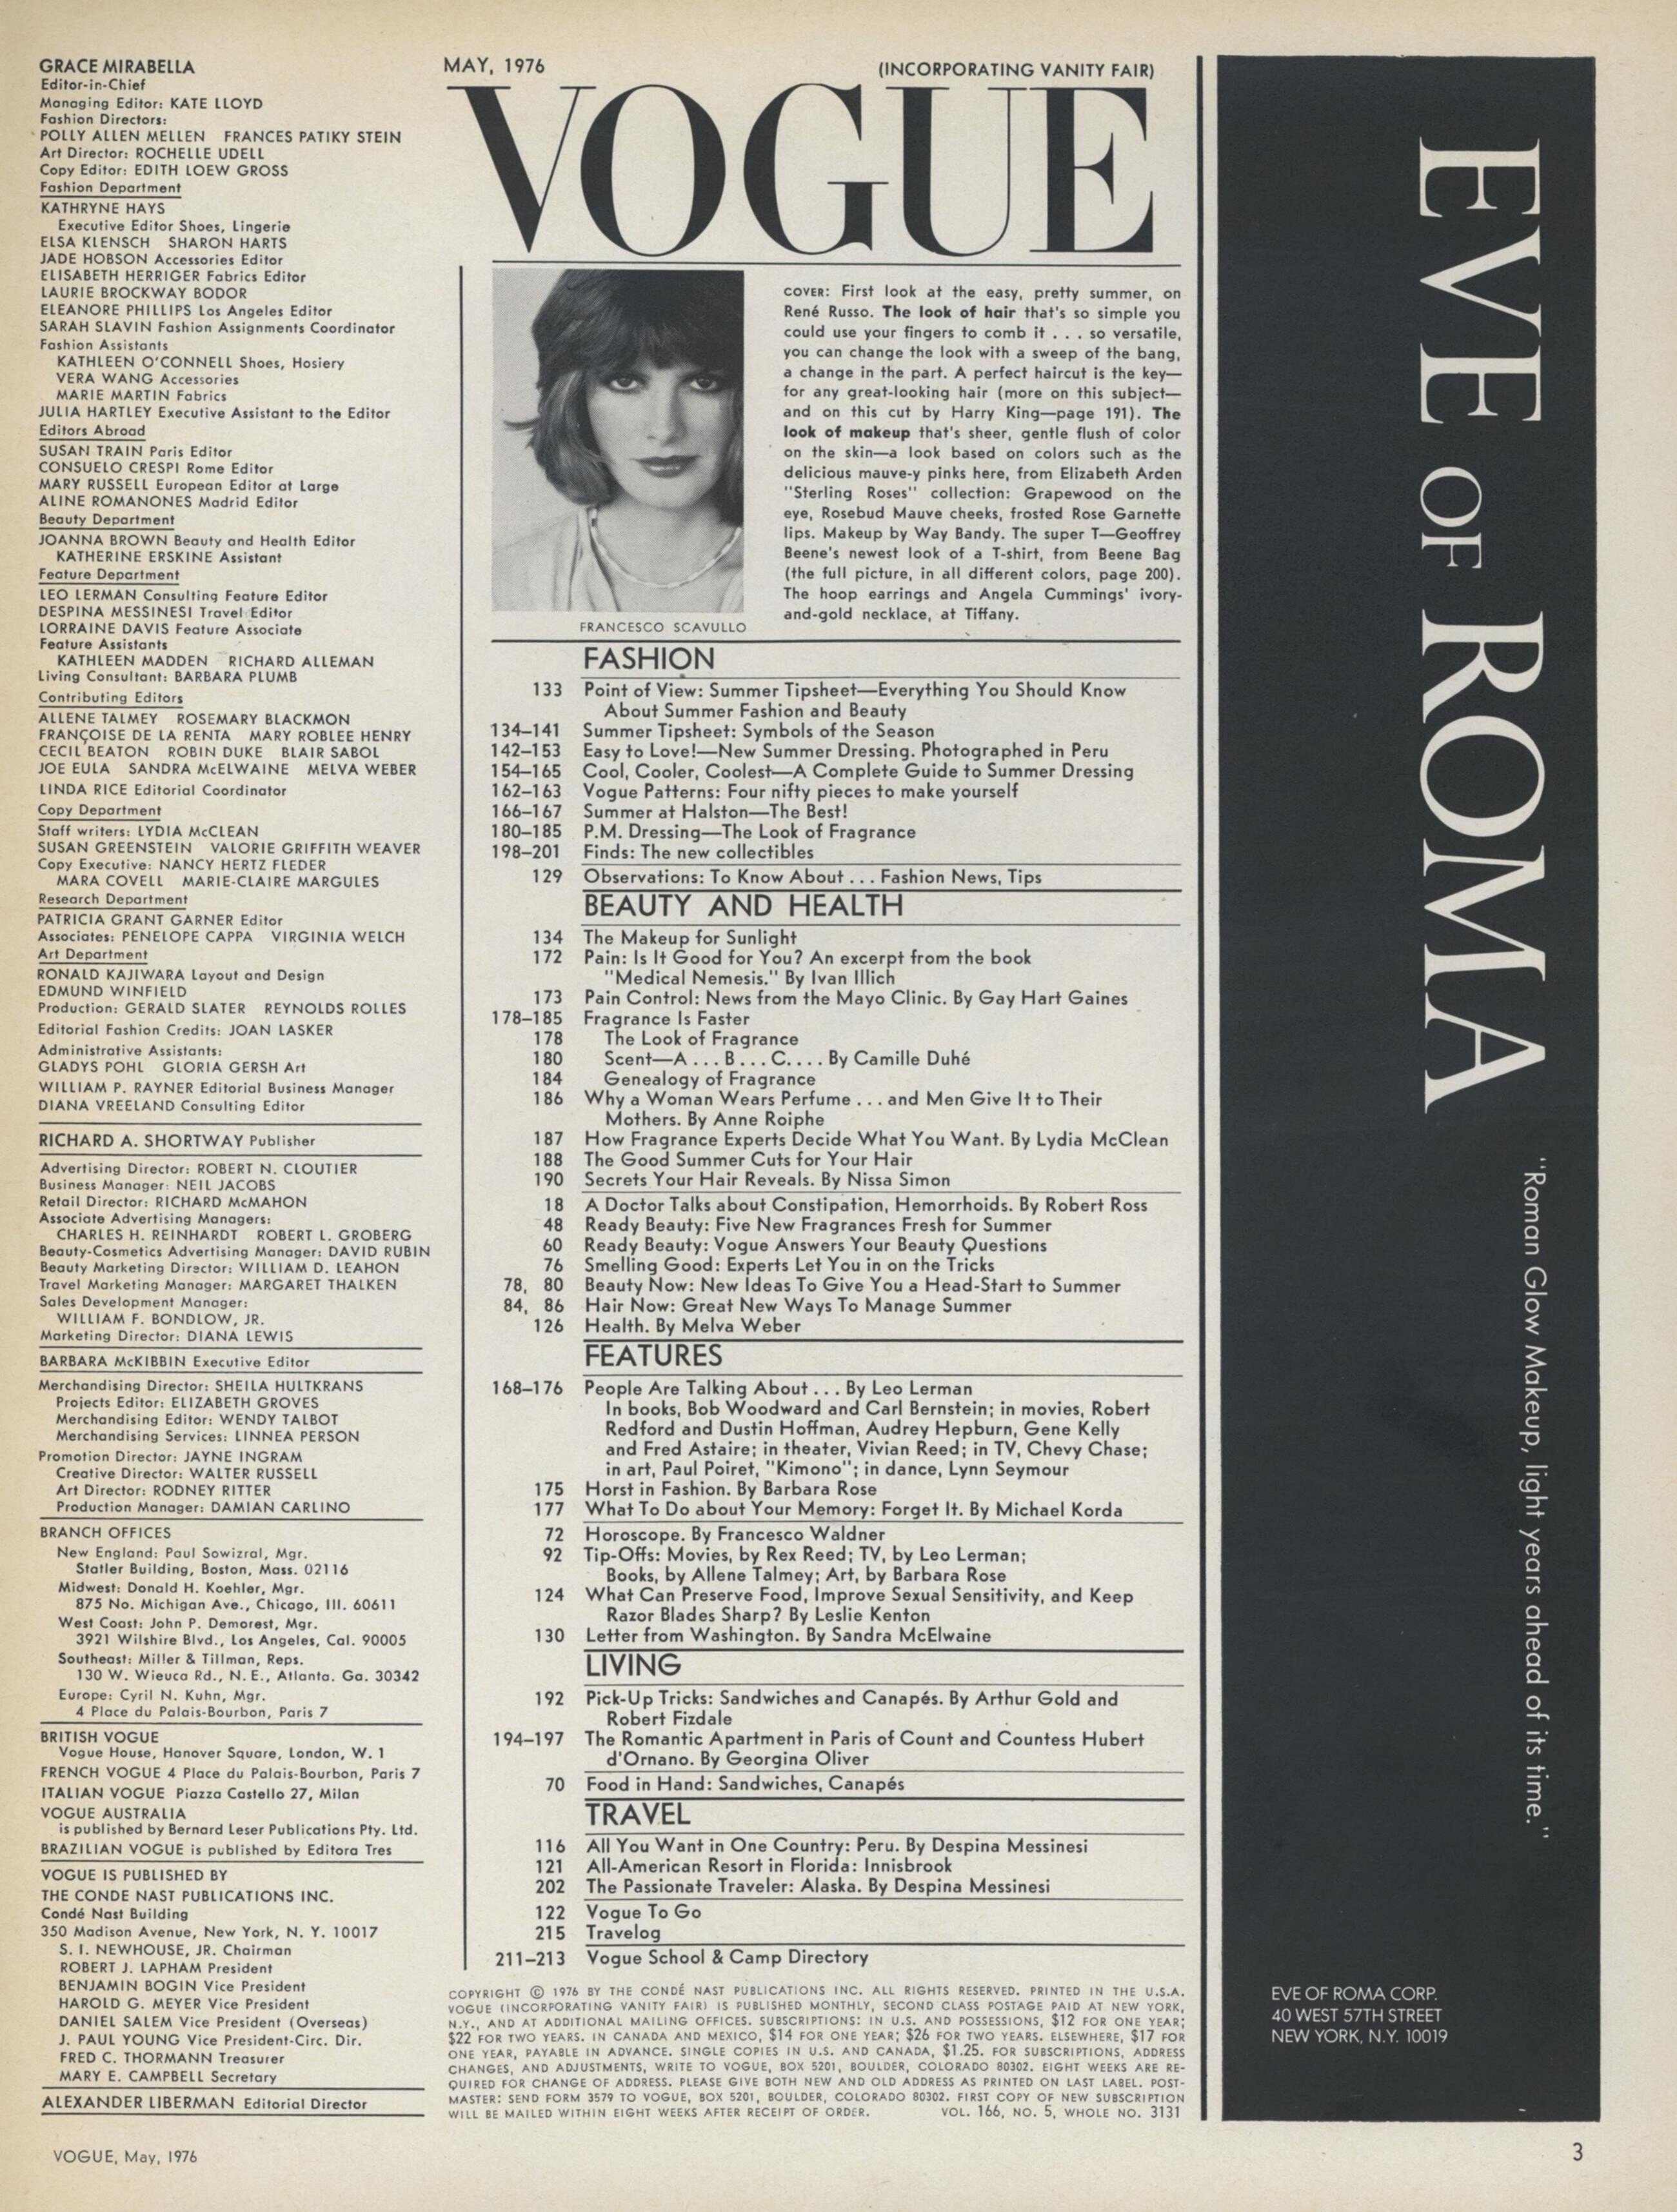 GRACE MIRABELLA
Editor-in-Chief
Managing Editor: KATE LLOYD
Fashion Directors:
POLLY ALLEN MELLEN FRANCES PATIKY STEIN
Art Director: ROCHELLE UDELL
Copy Editor: EDITH LOEW GROSS
Fashion Department
KATHRYNE HAYS
Executive Editor Shoes, Lingerie
ELSA KLENSCH SHARON HARTS
JADE HOBSON Accessories Editor
ELISABETH HERRIGER Fabrics Editor
LAURIE BROCKWAY BODOR
ELEANORE PHILLIPS Los Angeles Editor
SARAH SLAVIN Fashion Assignments Coordinator
Fashion Assistants
KATHLEEN O'CONNELL Shoes, Hosiery
VERA WANG Accessories
MARIE MARTIN Fabrics
JULIA HARTLEY Executive Assistant to the Editor
Editors Abroad
SUSAN TRAIN Paris Editor
CONSUELO CRESPI Rome Editor
MARY RUSSELL European Editor at Large
ALINE ROMANONES Madrid Editor
Beauty Department
JOANNA BROWN Beauty and Health Editor
KATHERINE ERSKINE Assistant
Feature Department
LEO LERMAN Consulting Feature Editor
DESPINA MESSINESI Travel Editor
LORRAINE DAVIS Feature Associate
Feature Assistants
KATHLEEN MADDEN RICHARD ALLEMAN
Living Consultant: BARBARA PLUMB
Contributing Editors
ALLENE TALMEY ROSEMARY BLACKMON
FRANÇOISE DE LA RENTA MARY ROBLEE HENRY
CECIL BEATON ROBIN DUKE BLAIR SABOL
JOE EULA SANDRA McELWAINE MELVA WEBER
LINDA RICE Editorial Coordinator
Copy Department
Staff writers: LYDIA McCLEAN
SUSAN GREENSTEIN VALORIE GRIFFITH WEAVER
Copy Executive: NANCY HERTZ FLEDER
MARA COVELL MARIE-CLAIRE MARGULES
Research Department
PATRICIA GRANT GARNER Editor
Associates: PENELOPE CAPPA VIRGINIA WELCH
Art Department
RONALD KAJIWARA Layout and Design
EDMUND WINFIELD
Production: GERALD SLATER REYNOLDS ROLLES
Editorial Fashion Credits: JOAN LASKER
Administrative Assistants:
GLADYS POHL GLORIA GERSH Art
WILLIAM P. RAYNER Editorial Business Manager
DIANA VREELAND Consulting Editor
RICHARD A. SHORTWAY Publisher
Advertising Director: ROBERT N. CLOUTIER
Business Manager: NEIL JACOBS
Retail Director: RICHARD McMAHON
Associate Advertising Managers:
CHARLES H. REINHARDT ROBERT L. GROBERG
Beauty-Cosmetics Advertising Manager: DAVID RUBIN
Beauty Marketing Director: WILLIAM D. LEAHON
Travel Marketing Manager: MARGARET THALKEN
Sales Development Manager:
WILLIAM F. BONDLOW, JR.
Marketing Director: DIANA LEWIS
BARBARA McKIBBIN Executive Editor
Merchandising Director: SHEILA HULTKRANS
Projects Editor: ELIZABETH GROVES
Merchandising Editor: WENDY TALBOT
Merchandising Services: LINNEA PERSON
Promotion Director: JAYNE INGRAM
Creative Director: WALTER RUSSELL
Art Director: RODNEY RITTER
Production Manager: DAMIAN CARLINO
BRANCH OFFICES
New England: Paul Sowizral, Mgr.
Statler Building, Boston, Mass. 02116
Midwest: Donald H. Koehler, Mgr.
875 No. Michigan Ave., Chicago, Ill. 60611
West Coast: John P. Demorest, Mgr.
3921 Wilshire Blvd., Los Angeles, Cal. 90005
Southeast: Miller & Tillman, Reps.
130 W. Wieuca Rd., N. E., Atlanta. Ga. 30342
Europe: Cyril N. Kuhn, Mgr.
4 Place du Palais-Bourbon, Paris 7
BRITISH VOGUE
Vogue House, Hanover Square, London, W. 1
FRENCH VOGUE 4 Place du Palais-Bourbon, Paris 7
ITALIAN VOGUE Piazza Castello 27, Milan
VOGUE AUSTRALIA
is published by Bernard Leser Publications Pty. Ltd.
BRAZILIAN VOGUE is published by Editora Tres
VOGUE IS PUBLISHED BY
THE CONDE NAST PUBLICATIONS INC.
Condé Nast Building
350 Madison Avenue, New York, N. Y. 10017
S. I. NEWHOUSE, JR. Chairman
ROBERT J. LAPHAM President
BENJAMIN BOGIN Vice President
HAROLD G. MEYER Vice President
DANIEL SALEM Vice President (Overseas)
J. PAUL YOUNG Vice President-Circ. Dir.
FRED C. THORMANN Treasurer
MARY E. CAMPBELL Secretary
ALEXANDER LIBERMAN Editorial Director
VOGUE, May, 1976
MAY, 1976
(INCORPORATING VANITY FAIR)
VOGUE
FRANCESCO SCAVULLO
COVER: First look at the easy, pretty summer, on
René Russo. The look of hair that's so simple you
could use your fingers to comb it . . . so versatile,
you can change the look with a sweep of the bang,
a change in the part. A perfect haircut is the key—
for any great-looking hair (more on this subject—
and on this cut by Harry King—page 191). The
look of makeup that's sheer, gentle flush of color
on the skin—a look based on colors such as the
delicious mauve-y pinks here, from Elizabeth Arden
"Sterling Roses" collection: Grapewood on the
eye, Rosebud Mauve cheeks, frosted Rose Garnette
lips. Makeup by Way Bandy. The super T—Geoffrey
Beene's newest look of a T-shirt, from Beene Bag
(the full picture, in all different colors, page 200).
The hoop earrings and Angela Cummings' ivory-
and-gold necklace, at Tiffany.
FASHION
133 Point of View: Summer Tipsheet—Everything You Should Know
About Summer Fashion and Beauty
134–141 Summer Tipsheet: Symbols of the Season
142–153 Easy to Love!—New Summer Dressing. Photographed in Peru
154–165 Cool, Cooler, Coolest—A Complete Guide to Summer Dressing
162–163 Vogue Patterns: Four nifty pieces to make yourself
166–167 Summer at Halston—The Best!
180–185 P.M. Dressing—The Look of Fragrance
198–201 Finds: The new collectibles
129 Observations: To Know About . . . Fashion News, Tips
BEAUTY AND HEALTH
134 The Makeup for Sunlight
172 Pain: Is It Good for You? An excerpt from the book
"Medical Nemesis." By Ivan Illich
173 Pain Control: News from the Mayo Clinic. By Gay Hart Gaines
178–185 Fragrance Is Faster
178 The Look of Fragrance
180 Scent—A . . . B . . . C. . . . By Camille Duhé
184 Genealogy of Fragrance
186 Why a Woman Wears Perfume . . . and Men Give It to Their
Mothers. By Anne Roiphe
187 How Fragrance Experts Decide What You Want. By Lydia McClean
188 The Good Summer Cuts for Your Hair
190 Secrets Your Hair Reveals. By Nissa Simon
18 A Doctor Talks about Constipation, Hemorrhoids. By Robert Ross
48 Ready Beauty: Five New Fragrances Fresh for Summer
60 Ready Beauty: Vogue Answers Your Beauty Questions
76 Smelling Good: Experts Let You in on the Tricks
78, 80 Beauty Now: New Ideas To Give You a Head-Start to Summer
84, 86 Hair Now: Great New Ways To Manage Summer
126 Health. By Melva Weber
FEATURES
168–176 People Are Talking About . . . By Leo Lerman
In books, Bob Woodward and Carl Bernstein; in movies, Robert
Redford and Dustin Hoffman, Audrey Hepburn, Gene Kelly
and Fred Astaire; in theater, Vivian Reed; in TV, Chevy Chase;
in art, Paul Poiret, "Kimono"; in dance, Lynn Seymour
175 Horst in Fashion. By Barbara Rose
177 What To Do about Your Memory: Forget It. By Michael Korda
72 Horoscope. By Francesco Waldner
92 Tip-Offs: Movies, by Rex Reed; TV, by Leo Lerman;
Books, by Allene Talmey; Art, by Barbara Rose
124 What Can Preserve Food, Improve Sexual Sensitivity, and Keep
Razor Blades Sharp? By Leslie Kenton
130 Letter from Washington. By Sandra McElwaine
LIVING
192 Pick-Up Tricks: Sandwiches and Canapés. By Arthur Gold and
Robert Fizdale
194–197 The Romantic Apartment in Paris of Count and Countess Hubert
d'Ornano. By Georgina Oliver
70 Food in Hand: Sandwiches, Canapés
TRAVEL
116 All You Want in One Country: Peru. By Despina Messinesi
121 All-American Resort in Florida: Innisbrook
202 The Passionate Traveler: Alaska. By Despina Messinesi
122 Vogue To Go
215 Travelog
211–213 Vogue School & Camp Directory
COPYRIGHT © 1976 BY THE CONDÉ NAST PUBLICATIONS INC. ALL RIGHTS RESERVED. PRINTED IN THE U.S.A.
VOGUE (INCORPORATING VANITY FAIR) IS PUBLISHED MONTHLY, SECOND CLASS POSTAGE PAID AT NEW YORK,
N.Y., AND AT ADDITIONAL MAILING OFFICES. SUBSCRIPTIONS: IN U.S. AND POSSESSIONS, $12 FOR ONE YEAR;
$22 FOR TWO YEARS. IN CANADA AND MEXICO, $14 FOR ONE YEAR; $26 FOR TWO YEARS. ELSEWHERE, $17 FOR
ONE YEAR, PAYABLE IN ADVANCE. SINGLE COPIES IN U.S. AND CANADA, $1.25. FOR SUBSCRIPTIONS, ADDRESS
CHANGES, AND ADJUSTMENTS, WRITE TO VOGUE, BOX 5201, BOULDER, COLORADO 80302. EIGHT WEEKS ARE RE-
QUIRED FOR CHANGE OF ADDRESS. PLEASE GIVE BOTH NEW AND OLD ADDRESS AS PRINTED ON LAST LABEL. POST-
MASTER: SEND FORM 3579 TO VOGUE, BOX 5201, BOULDER, COLORADO 80302. FIRST COPY OF NEW SUBSCRIPTION
WILL BE MAILED WITHIN EIGHT WEEKS AFTER RECEIPT OF ORDER. VOL. 166, NO. 5, WHOLE NO. 3131
EVE OF ROMA
"Roman Glow Makeup, light years ahead of its time."
EVE OF ROMA CORP.
40 WEST 57TH STREET
NEW YORK, N.Y. 10019
3